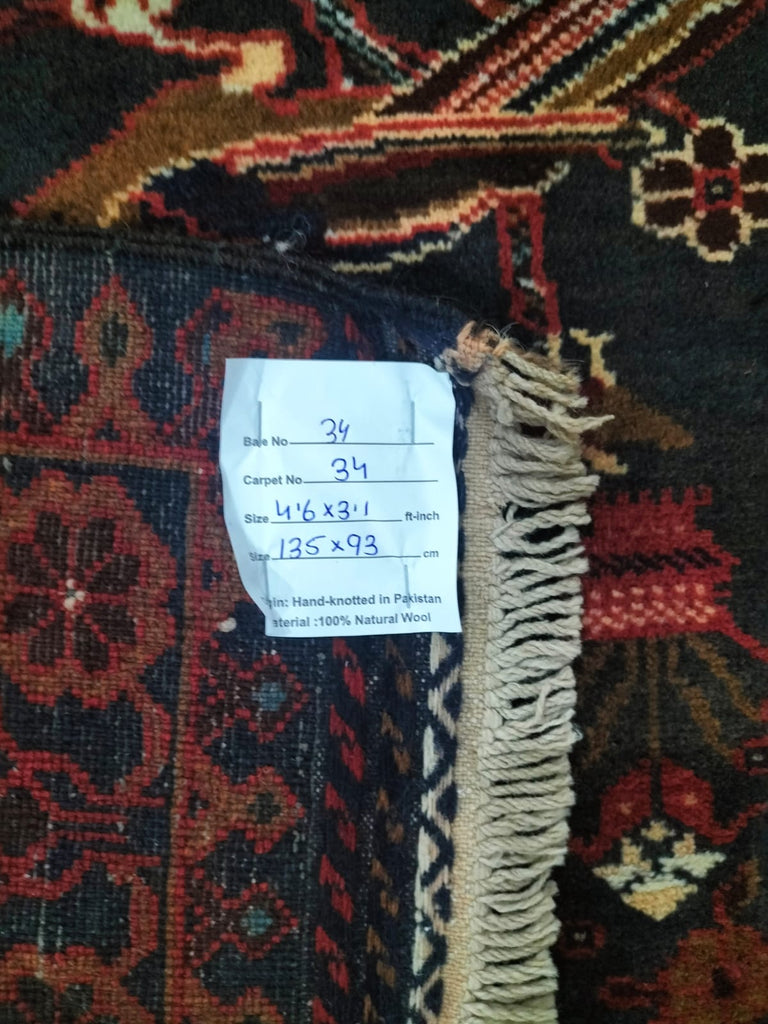 Bale No 34
Carpet No. 34
Size 4'6 x 3'1 ft-inch
Size 135 x 93 cm
gin: Hand-knotted in Pakistan
aterial :100% Natural Wool